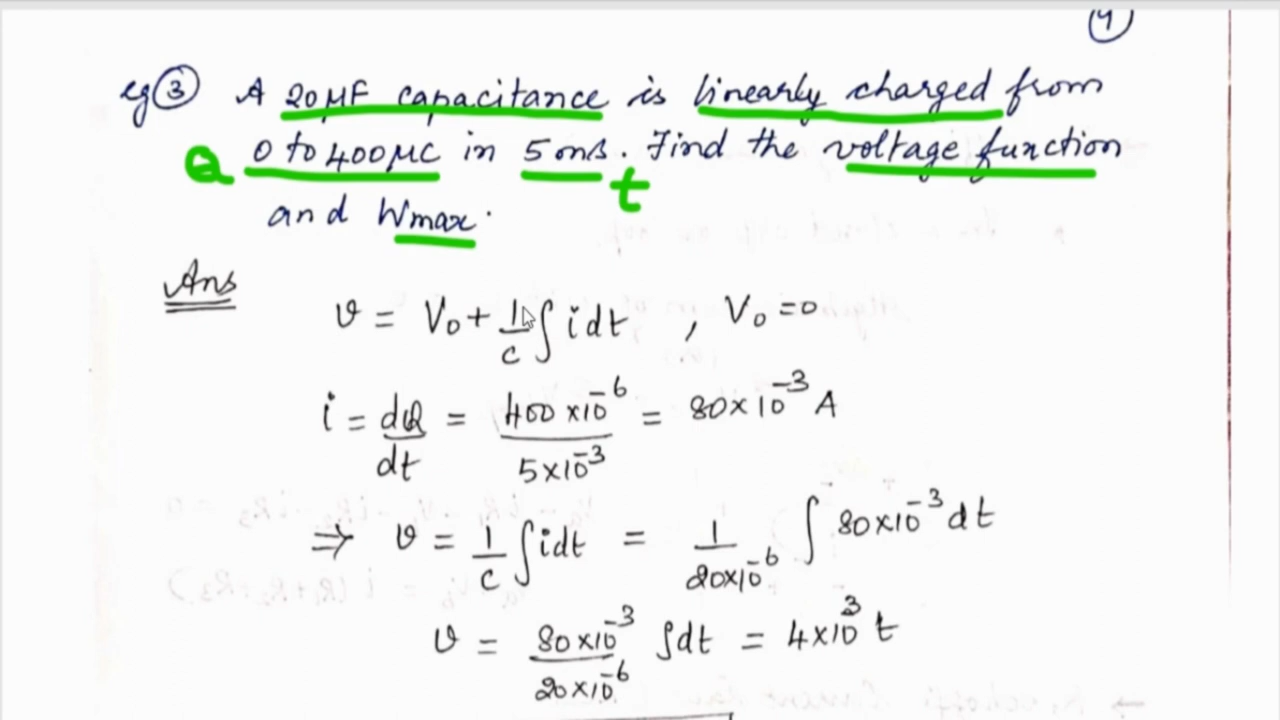 (4)
eg ③ A 20μF capacitance is linearly charged from
Q 0 to 400μC in 5ms. Find the voltage function
t
and Wmax.
Ans
v = V₀ + 1/c ∫ i dt , V₀ = 0
i = dQ/dt = 400 × 10⁻⁶ / 5×10⁻³ = 80×10⁻³ A
⇒ v = 1/c ∫ i dt = 1/20×10⁻⁶ ∫ 80×10⁻³ dt
v = 80×10⁻³/20×10⁻⁶ ∫ dt = 4×10³ t